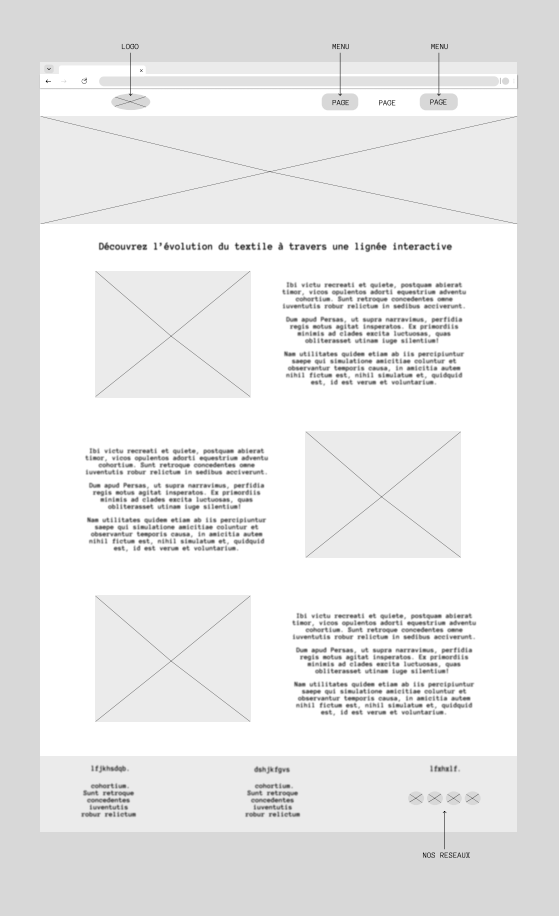 LOGO
MENU
MENU
PAGE
PAGE
PAGE
Découvrez l'évolution du textile à travers une lignée interactive
Ibi victu recreati et quiete, postquam abierat
timor, vicos opulentos adorti equestrium adventu
cohortium. Sunt retroque concedentes omne
iuventutis robur relictum in sedibus acciverunt.
Dum apud Persas, ut supra narravimus, perfidia
regis motus agitat insperatos. Ex primordiis
minimis ad clades excita luctuosas, quas
obliterasset utinam iuge silentium!
Nam utilitates quidem etiam ab iis percipiuntur
saepe qui simulatione amicitiae coluntur et
observantur temporis causa, in amicitia autem
nihil fictum est, nihil simulatum et, quidquid
est, id est verum et voluntarium.
Ibi victu recreati et quiete, postquam abierat
timor, vicos opulentos adorti equestrium adventu
cohortium. Sunt retroque concedentes omne
iuventutis robur relictum in sedibus acciverunt.
Dum apud Persas, ut supra narravimus, perfidia
regis motus agitat insperatos. Ex primordiis
minimis ad clades excita luctuosas, quas
obliterasset utinam iuge silentium!
Nam utilitates quidem etiam ab iis percipiuntur
saepe qui simulatione amicitiae coluntur et
observantur temporis causa, in amicitia autem
nihil fictum est, nihil simulatum et, quidquid
est, id est verum et voluntarium.
Ibi victu recreati et quiete, postquam abierat
timor, vicos opulentos adorti equestrium adventu
cohortium. Sunt retroque concedentes omne
iuventutis robur relictum in sedibus acciverunt.
Dum apud Persas, ut supra narravimus, perfidia
regis motus agitat insperatos. Ex primordiis
minimis ad clades excita luctuosas, quas
obliterasset utinam iuge silentium!
Nam utilitates quidem etiam ab iis percipiuntur
saepe qui simulatione amicitiae coluntur et
observantur temporis causa, in amicitia autem
nihil fictum est, nihil simulatum et, quidquid
est, id est verum et voluntarium.
lfjkhsdqb.
cohortium.
Sunt retroque
concedentes
iuventutis
robur relictum
dshjkfgvs
cohortium.
Sunt retroque
concedentes
iuventutis
robur relictum
NOS RESEAUX